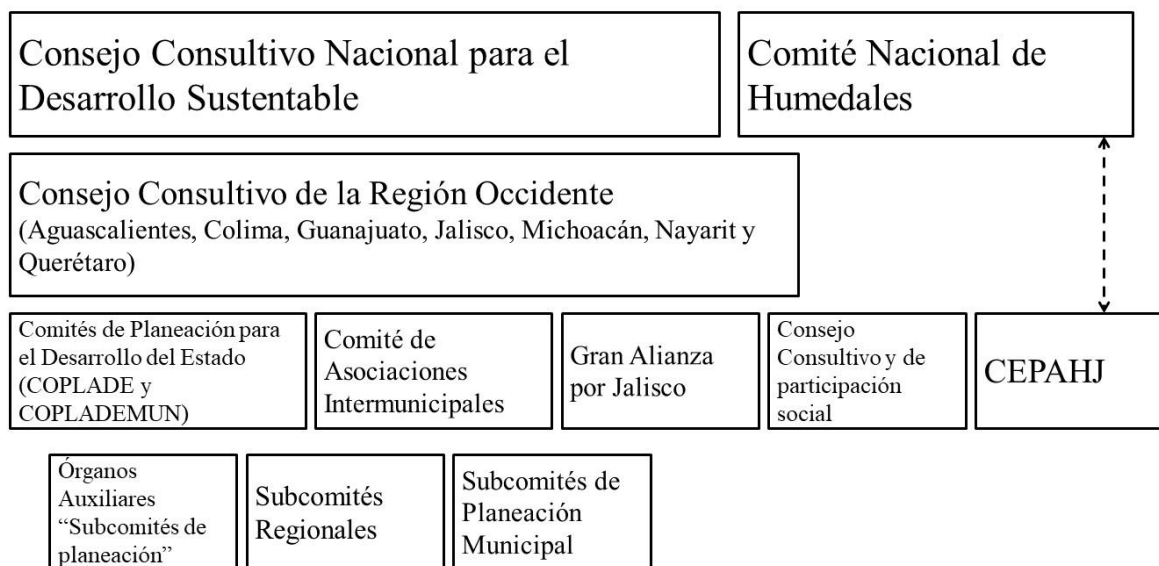 Consejo Consultivo Nacional para el
Desarrollo Sustentable
Comité Nacional de
Humedales
Consejo Consultivo de la Región Occidente
(Aguascalientes, Colima, Guanajuato, Jalisco, Michoacán, Nayarit y
Querétaro)
Comités de Planeación para
el Desarrollo del Estado
(COPLADE y
COPLADEMUN)
Comité de
Asociaciones
Intermunicipales
Gran Alianza
por Jalisco
Consejo
Consultivo y de
participación
social
CEPAHJ
Órganos
Auxiliares
“Subcomités de
planeación”
Subcomités
Regionales
Subcomités de
Planeación
Municipal